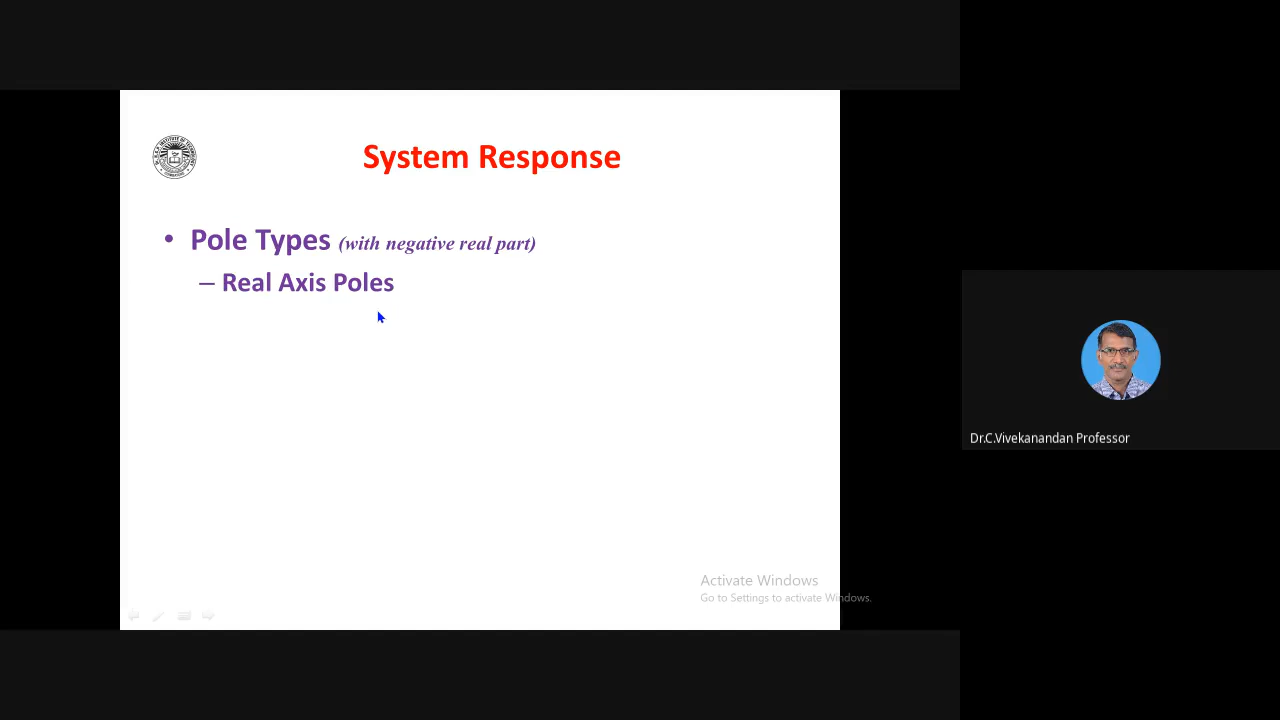 System Response
• Pole Types (with negative real part)
– Real Axis Poles
Dr.C.Vivekanandan Professor
Activate Windows
Go to Settings to activate Windows.